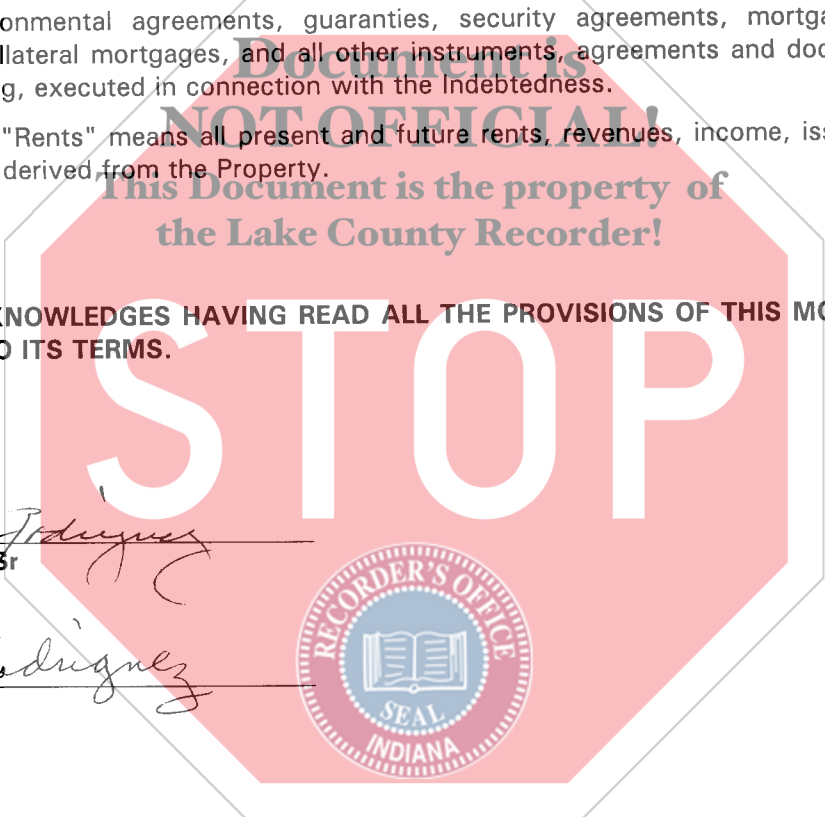 onmental agreements, guaranties, security agreements, mortga
llateral mortgages, and all other instruments, agreements and doc
g, executed in connection with the Indebtedness.
Document is
NOT OFFICIAL!
"Rents" means all present and future rents, revenues, income, iss
derived from the Property.
This Document is the property of
the Lake County Recorder!
KNOWLEDGES HAVING READ ALL THE PROVISIONS OF THIS MO
O ITS TERMS.
STOP
Rodriguez
Sr
odriguez
RECORDER'S OFFICE
SEAL
INDIANA